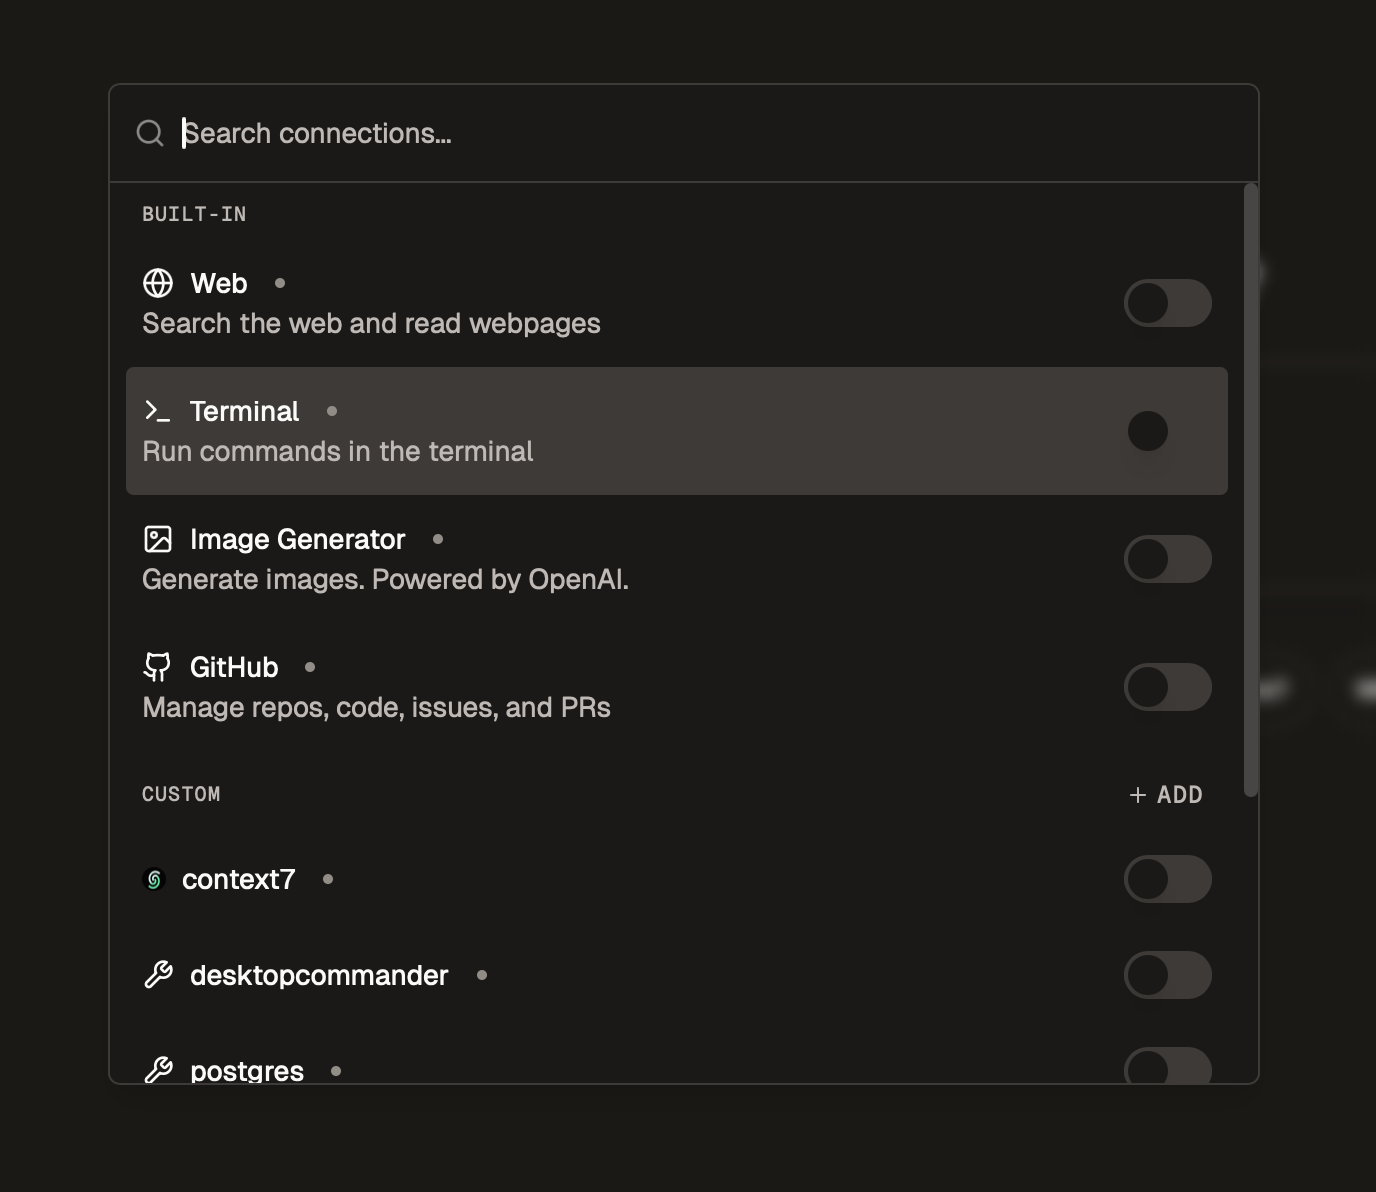 Search connections...
BUILT-IN
Web
Search the web and read webpages
Terminal
Run commands in the terminal
Image Generator
Generate images. Powered by OpenAI.
GitHub
Manage repos, code, issues, and PRs
CUSTOM
+ ADD
context7
desktopcommander
postgres